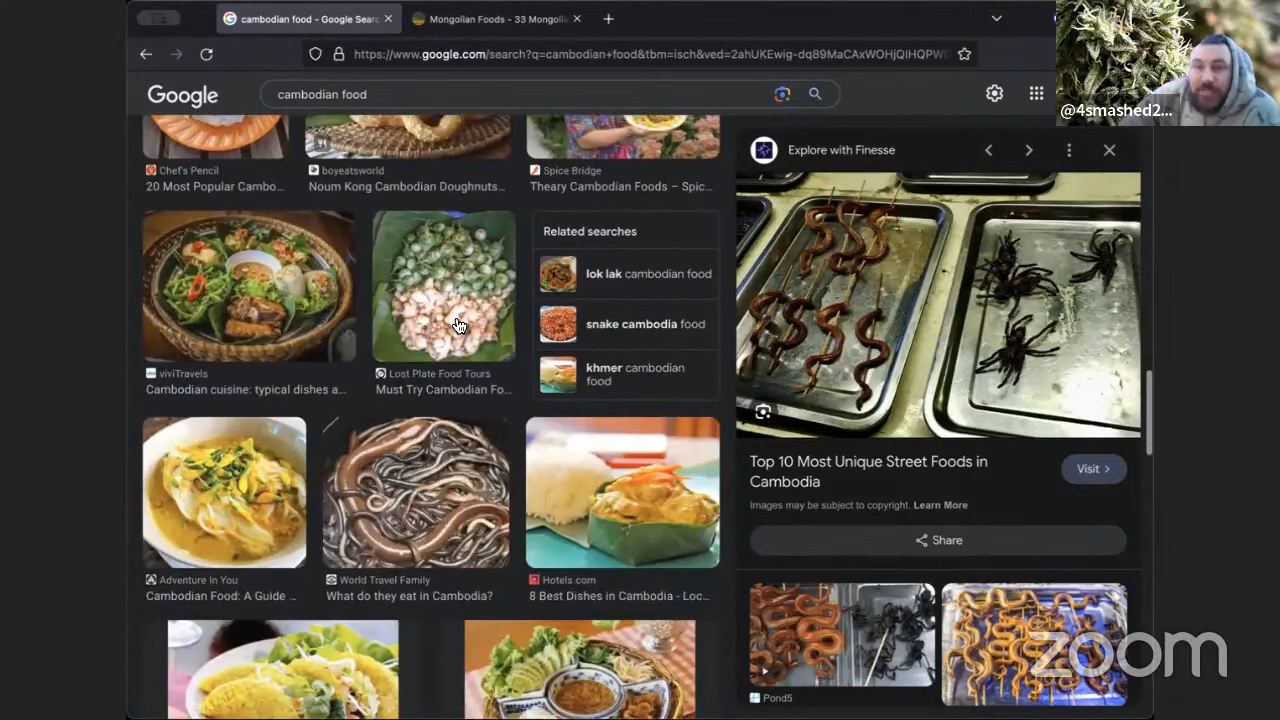 cambodian food - Google Searc
Mongolian Foods - 33 Mongoli
https://www.google.com/search?q=cambodian+food&tbm=isch&ved=2ahUKEwig-dq89MaCAxWOHjQIHQPW
Google
cambodian food
@4smashed2...
Chef's Pencil
20 Most Popular Cambo...
boyeatsworld
Noum Kong Cambodian Doughnuts...
Spice Bridge
Theary Cambodian Foods – Spic...
Explore with Finesse
viviTravels
Cambodian cuisine: typical dishes a...
Lost Plate Food Tours
Must Try Cambodian Fo...
Related searches
lok lak cambodian food
snake cambodia food
khmer cambodian
food
Top 10 Most Unique Street Foods in
Cambodia
Visit
Images may be subject to copyright. Learn More
Share
Adventure In You
Cambodian Food: A Guide ...
World Travel Family
What do they eat in Cambodia?
Hotels.com
8 Best Dishes in Cambodia - Loc...
Pond5
zoom